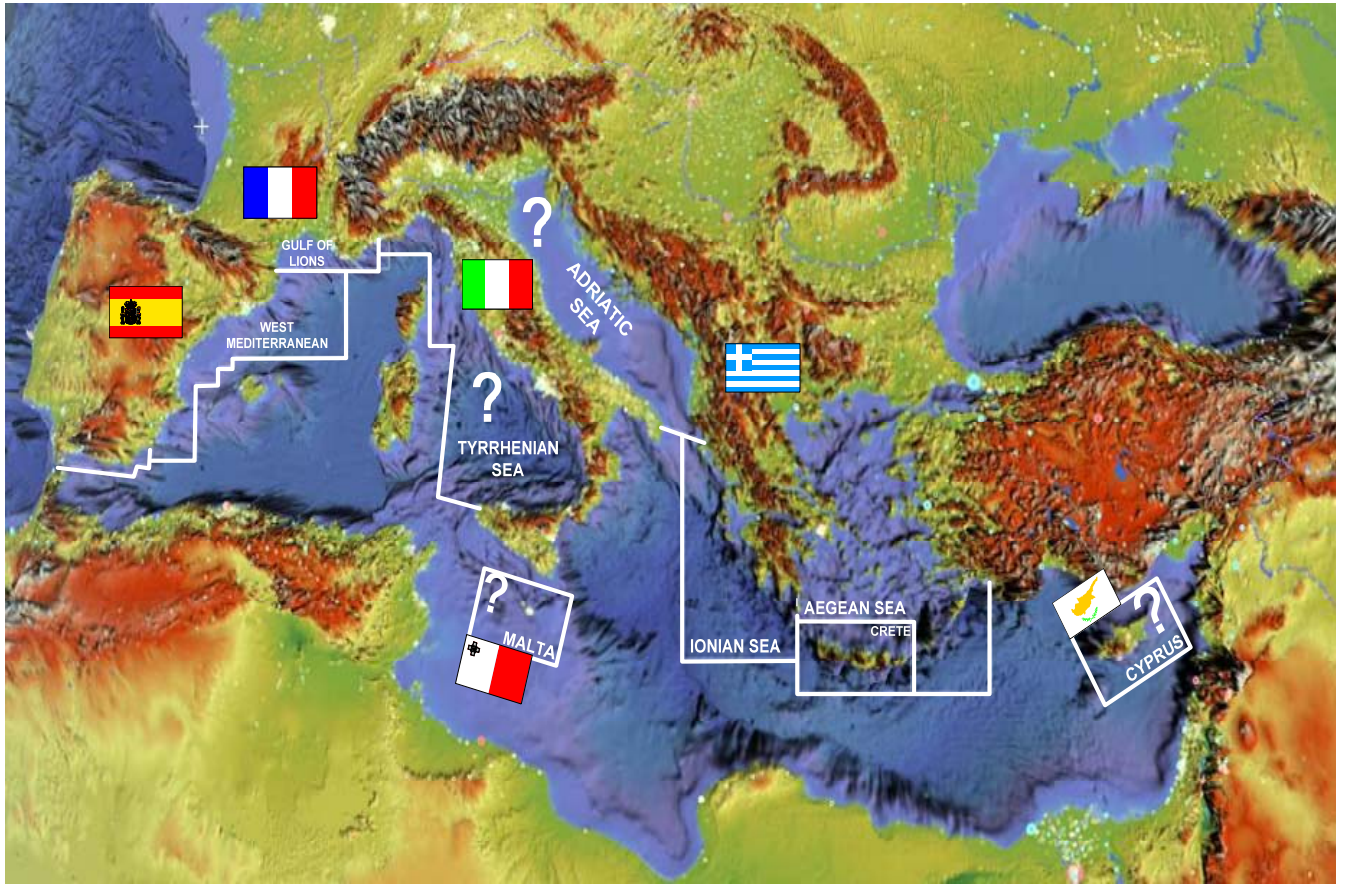 ?
GULF OF
LIONS
ADRIATIC
SEA
WEST
MEDITERRANEAN
?
TYRRHENIAN
SEA
?
MALTA
IONIAN SEA
AEGEAN SEA
CRETE
?
CYPRUS